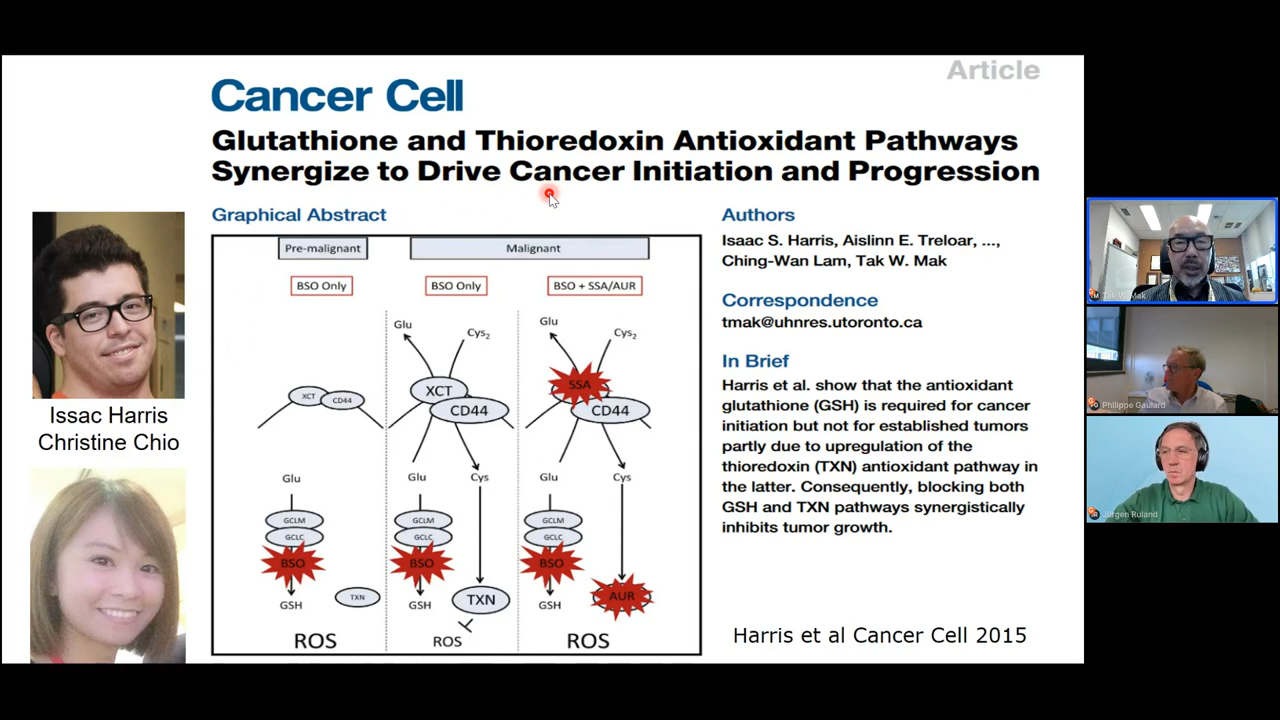 Article
Cancer Cell
Glutathione and Thioredoxin Antioxidant Pathways
Synergize to Drive Cancer Initiation and Progression
Graphical Abstract
Pre-malignant
Malignant
BSO Only
BSO Only
BSO + SSA/AUR
Glu
Cys2
Glu
Cys2
XCT
CD44
XCT
CD44
SSA
CD44
Glu
Glu
Cys
Glu
Cys
GCLM
GCLC
BSO
GSH
TXN
GCLM
GCLC
BSO
GSH
TXN
GCLM
GCLC
BSO
GSH
AUR
ROS
ROS
ROS
Authors
Isaac S. Harris, Aislinn E. Treloar, ...,
Ching-Wan Lam, Tak W. Mak
Correspondence
tmak@uhnres.utoronto.ca
In Brief
Harris et al. show that the antioxidant
glutathione (GSH) is required for cancer
initiation but not for established tumors
partly due to upregulation of the
thioredoxin (TXN) antioxidant pathway in
the latter. Consequently, blocking both
GSH and TXN pathways synergistically
inhibits tumor growth.
Harris et al Cancer Cell 2015
Issac Harris
Christine Chio
Tak W. Mak
Philippe Gaulard
Jürgen Ruland